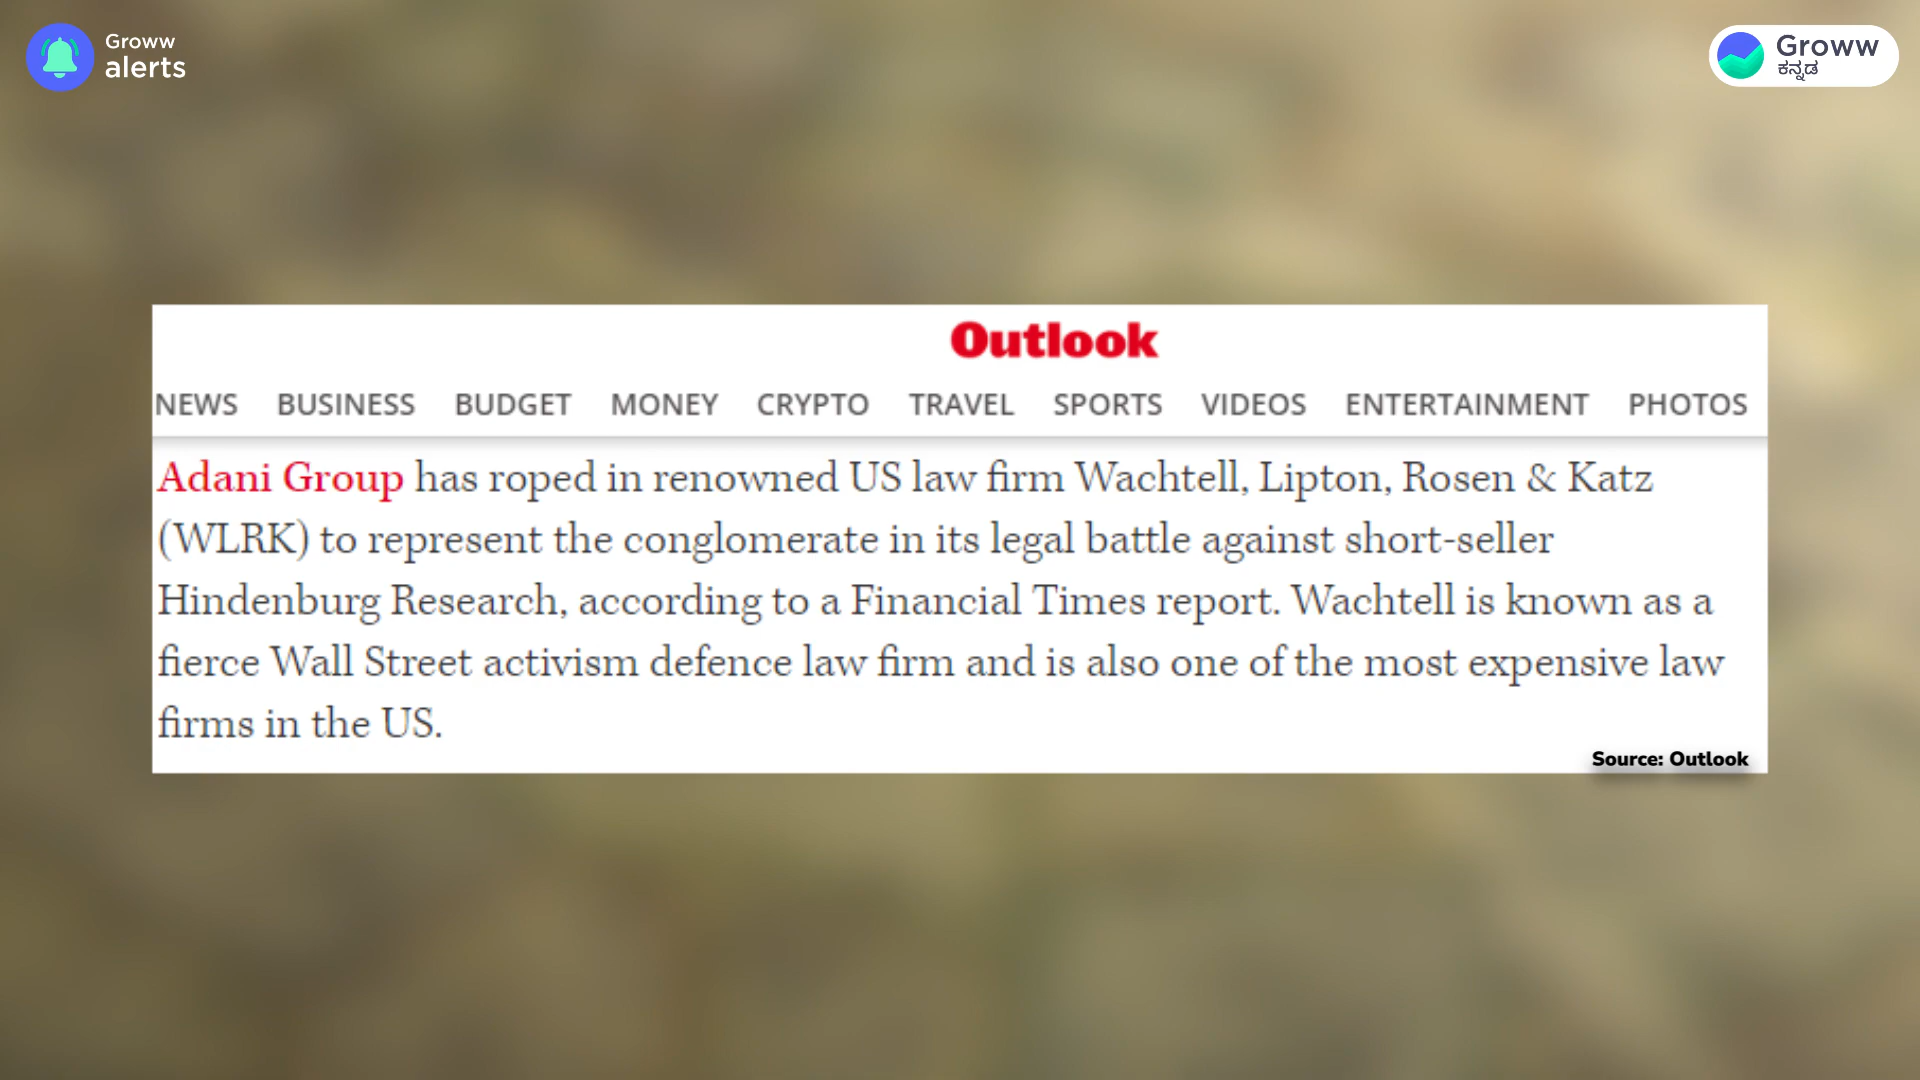 Groww
alerts
Groww
ಕನ್ನಡ
Outlook
NEWS BUSINESS BUDGET MONEY CRYPTO TRAVEL SPORTS VIDEOS ENTERTAINMENT PHOTOS
Adani Group has roped in renowned US law firm Wachtell, Lipton, Rosen & Katz
(WLRK) to represent the conglomerate in its legal battle against short-seller
Hindenburg Research, according to a Financial Times report. Wachtell is known as a
fierce Wall Street activism defence law firm and is also one of the most expensive law
firms in the US.
Source: Outlook